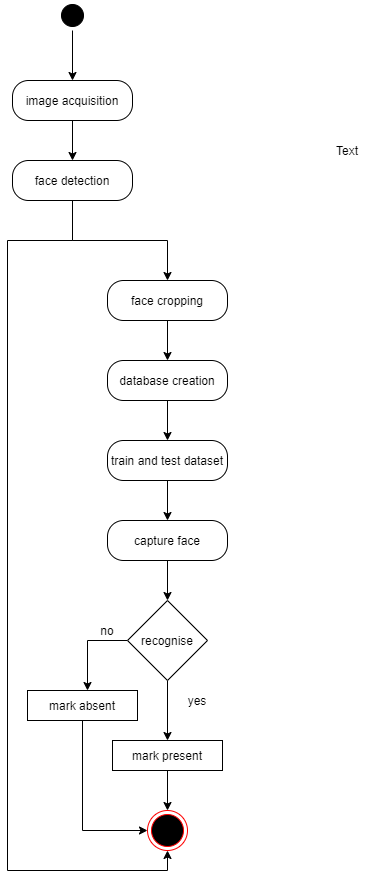 image acquisition
Text
face detection
face cropping
database creation
train and test dataset
capture face
recognise
no
yes
mark absent
mark present